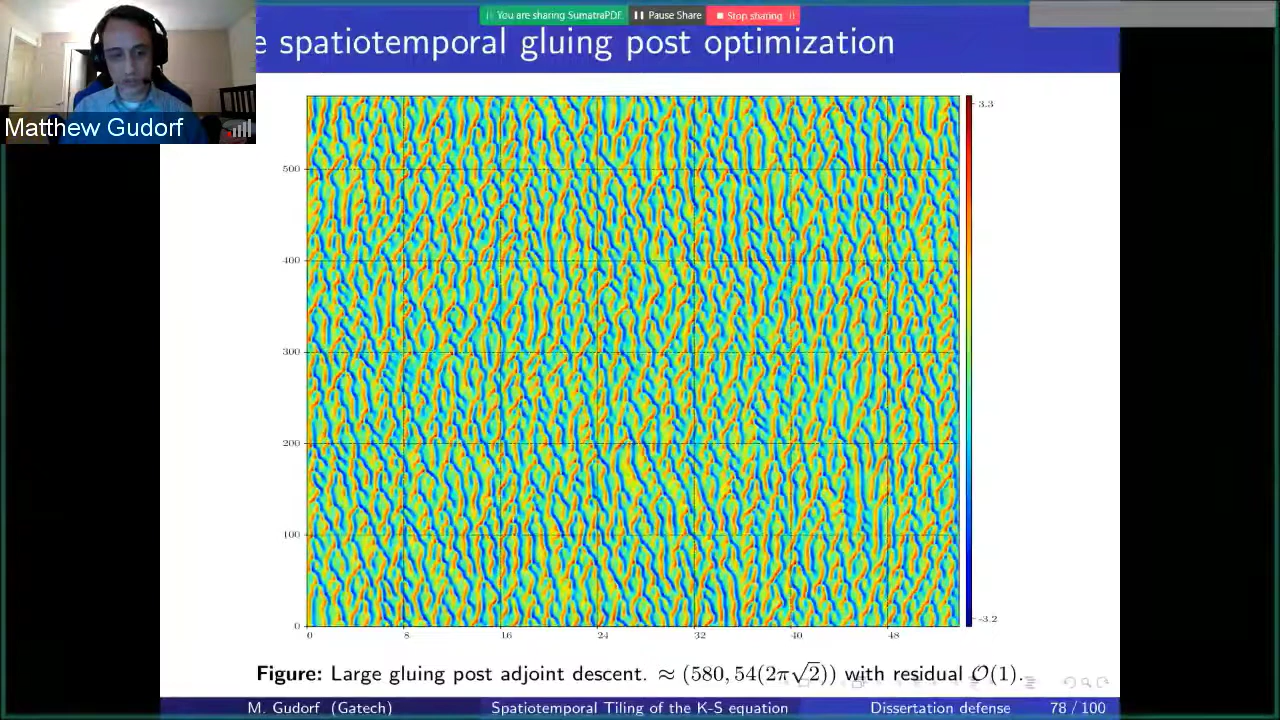 You are sharing SumatraPDF.
Pause Share
Stop sharing
e spatiotemporal gluing post optimization
Matthew Gudorf
3.3
500
400
300
200
100
0
-3.2
0 8 16 24 32 40 48
Figure: Large gluing post adjoint descent. ≈ (580, 54(2π√2)) with residual 𝒪(1).
M. Gudorf (Gatech) Spatiotemporal Tiling of the K-S equation Dissertation defense 78 / 100